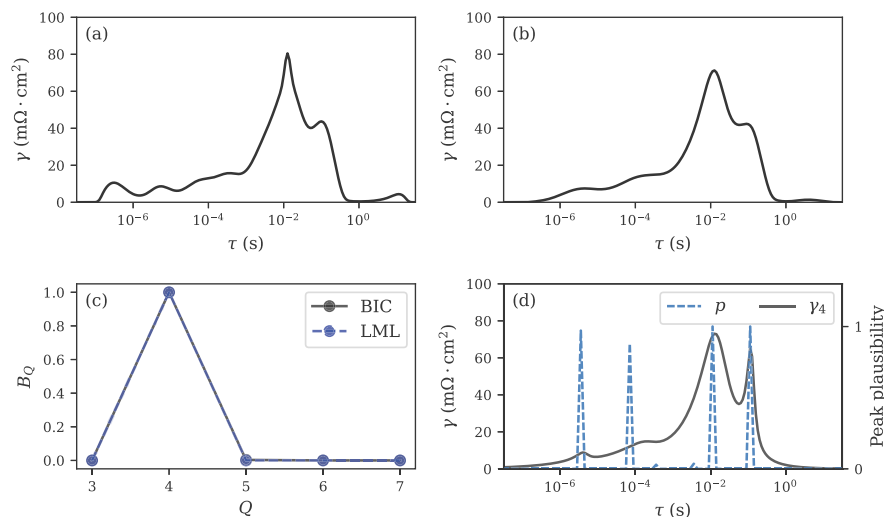 (a)
γ (mΩ · cm²)
100
80
60
40
20
0
10⁻⁶
10⁻⁴
10⁻²
10⁰
τ (s)
(b)
γ (mΩ · cm²)
100
80
60
40
20
0
10⁻⁶
10⁻⁴
10⁻²
10⁰
τ (s)
(c)
BIC
LML
B_Q
1.0
0.8
0.6
0.4
0.2
0.0
3
4
5
6
7
Q
(d)
p
γ₄
γ (mΩ · cm²)
100
80
60
40
20
0
10⁻⁶
10⁻⁴
10⁻²
10⁰
τ (s)
1
0
Peak plausibility